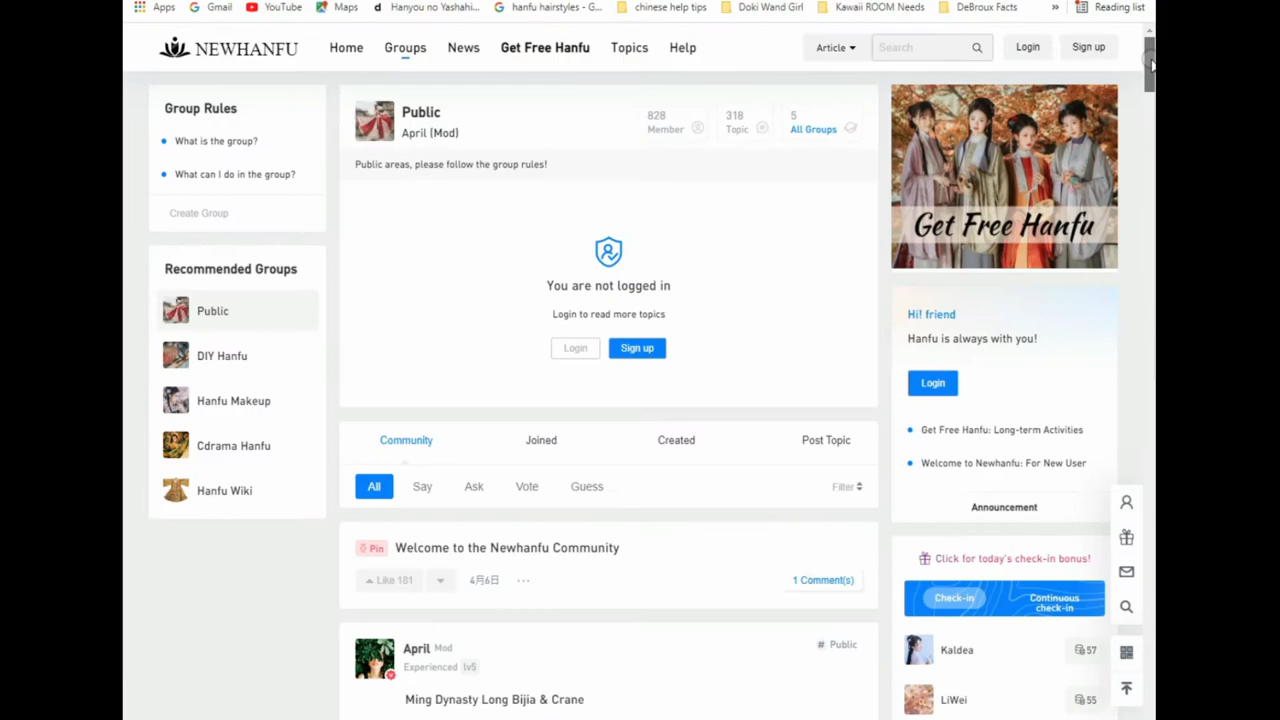 Apps Gmail YouTube Maps Hanyou no Yashahi... hanfu hairstyles - G... chinese help tips Doki Wand Girl Kawaii ROOM Needs DeBroux Facts » Reading list
NEWHANFU Home Groups News Get Free Hanfu Topics Help Article Search Login Sign up
Group Rules
What is the group?
What can I do in the group?
Create Group
Recommended Groups
Public
DIY Hanfu
Hanfu Makeup
Cdrama Hanfu
Hanfu Wiki
Public
April (Mod)
828
Member
318
Topic
5
All Groups
Public areas, please follow the group rules!
You are not logged in
Login to read more topics
Login Sign up
Community Joined Created Post Topic
All Say Ask Vote Guess Filter
Pin Welcome to the Newhanfu Community
Like 181 4月6日 ... 1 Comment(s)
April Mod
Experienced lv5
# Public
Ming Dynasty Long Bijia & Crane
Get Free Hanfu
Hi! friend
Hanfu is always with you!
Login
Get Free Hanfu: Long-term Activities
Welcome to Newhanfu: For New User
Announcement
Click for today's check-in bonus!
Check-in
Continuous
check-in
Kaldea 57
LiWei 55